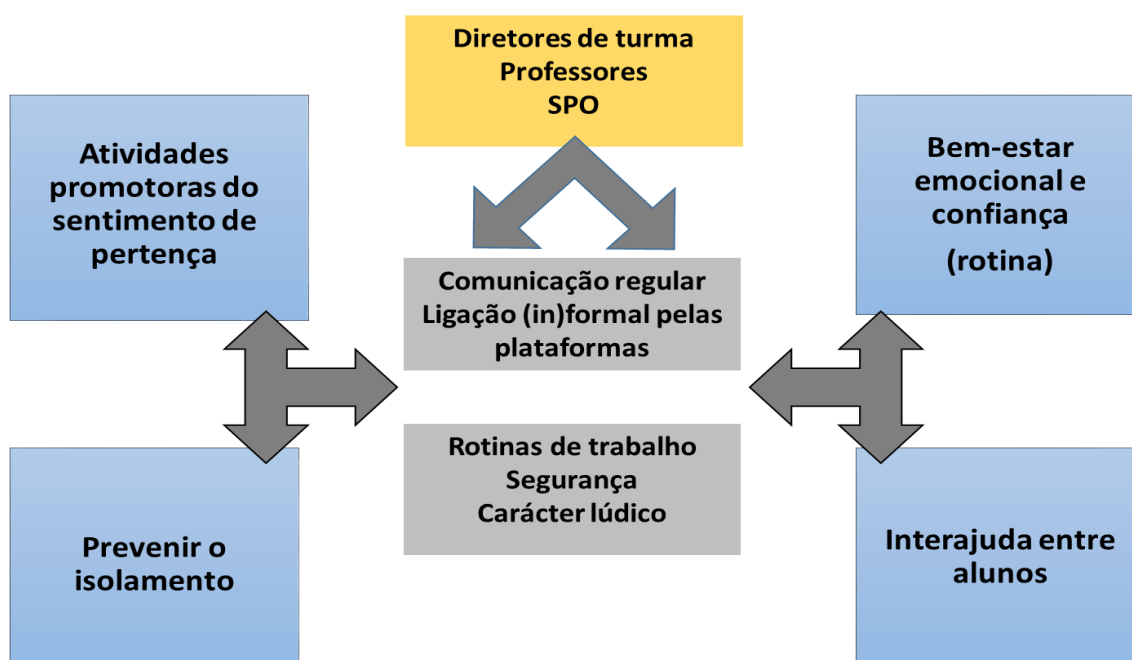 Diretores de turma
Professores
SPO
Atividades
promotoras do
sentimento de
pertença
Bem-estar
emocional e
confiança
(rotina)
Comunicação regular
Ligação (in)formal pelas
plataformas
Rotinas de trabalho
Segurança
Carácter lúdico
Prevenir o
isolamento
Interajuda entre
alunos